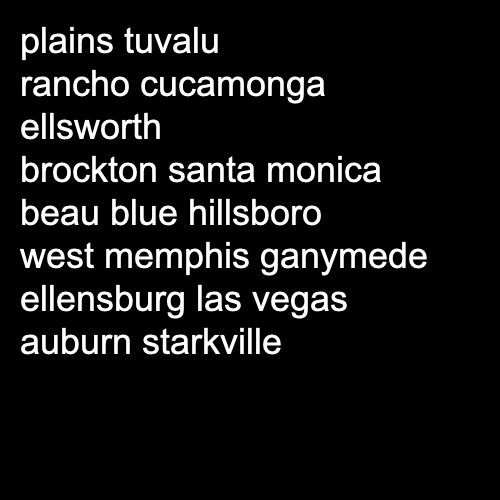 plains tuvalu
rancho cucamonga
ellsworth
brockton santa monica
beau blue hillsboro
west memphis ganymede
ellensburg las vegas
auburn starkville